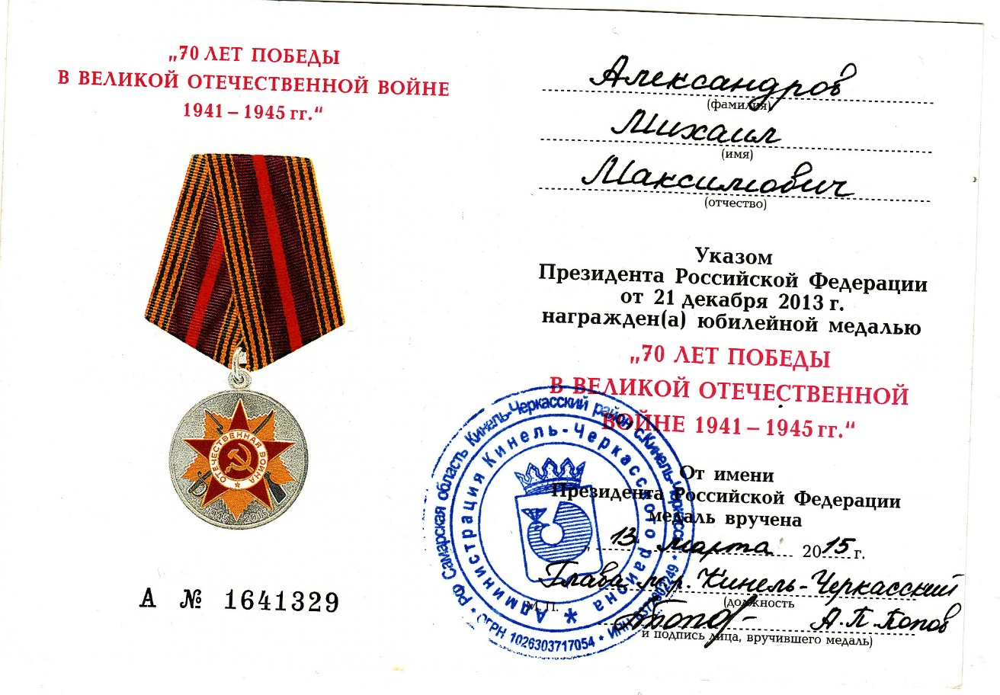 „70 ЛЕТ ПОБЕДЫ
В ВЕЛИКОЙ ОТЕЧЕСТВЕННОЙ ВОЙНЕ
1941 – 1945 гг.“
ОТЕЧЕСТВЕННАЯ ВОЙНА
1945 2015
А № 1641329
Александров
(фамилия)
Михаил
(имя)
Максимович
(отчество)
Указом
Президента Российской Федерации
от 21 декабря 2013 г.
награжден(а) юбилейной медалью
„70 ЛЕТ ПОБЕДЫ
В ВЕЛИКОЙ ОТЕЧЕСТВЕННОЙ
ВОЙНЕ 1941 – 1945 гг.“
От имени
Президента Российской Федерации
медаль вручена
13 марта 2015 г.
Глава м.р. Кинель-Черкасский
(должность
М. П.
Попов А.П. Попов
и подпись лица, вручившего медаль)
РФ Самарская область Кинель-Черкасский район с.Кинель-Черкассы
* ОГРН 1026303717054 * ИНН
Администрация Кинель-Черкасского района *